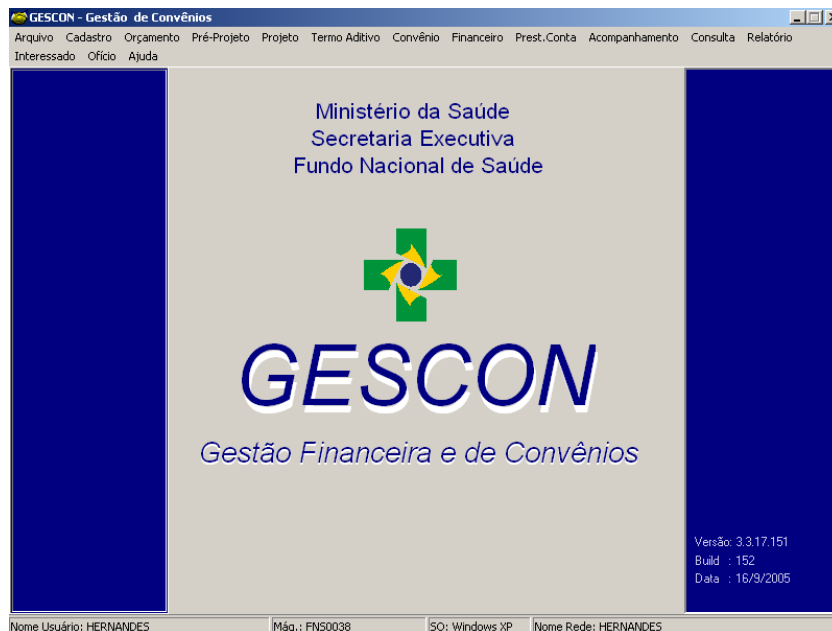 GESCON - Gestão de Convênios
Arquivo Cadastro Orçamento Pré-Projeto Projeto Termo Aditivo Convênio Financeiro Prest.Conta Acompanhamento Consulta Relatório
Interessado Ofício Ajuda
Ministério da Saúde
Secretaria Executiva
Fundo Nacional de Saúde
GESCON
Gestão Financeira e de Convênios
Versão: 3.3.17.151
Build : 152
Data : 16/9/2005
Nome Usuário: HERNANDES Máq.: FNS0038 SO: Windows XP Nome Rede: HERNANDES